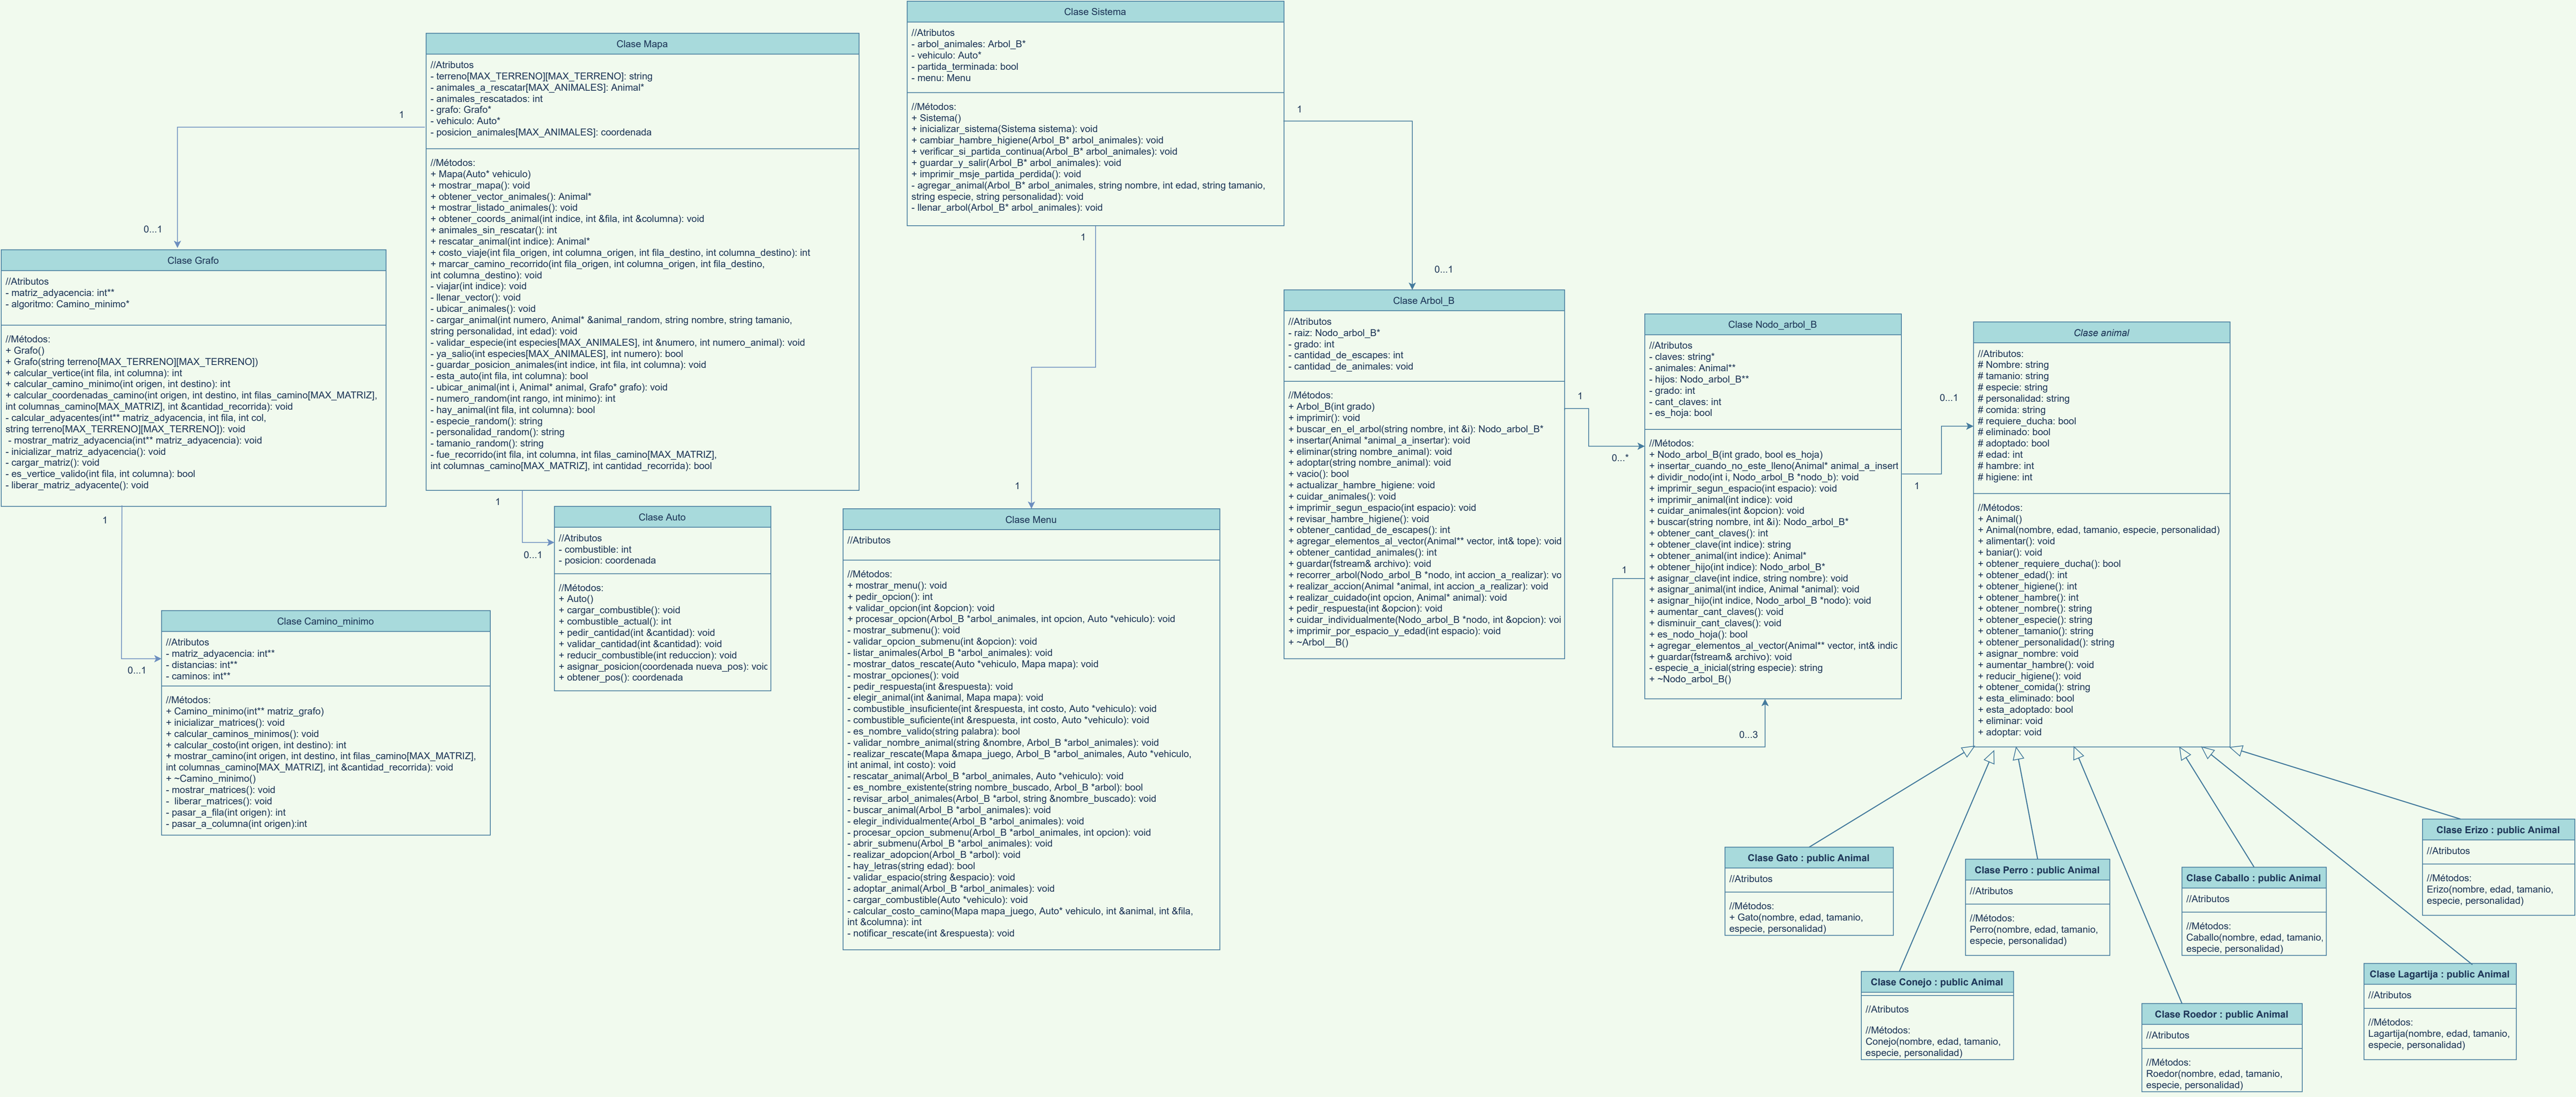 Clase Sistema
//Atributos
- arbol_animales: Arbol_B*
- vehiculo: Auto*
- partida_terminada: bool
- menu: Menu
//Métodos:
+ Sistema()
+ inicializar_sistema(Sistema sistema): void
+ cambiar_hambre_higiene(Arbol_B* arbol_animales): void
+ verificar_si_partida_continua(Arbol_B* arbol_animales): void
+ guardar_y_salir(Arbol_B* arbol_animales): void
+ imprimir_msje_partida_perdida(): void
- agregar_animal(Arbol_B* arbol_animales, string nombre, int edad, string tamanio,
string especie, string personalidad): void
- llenar_arbol(Arbol_B* arbol_animales): void
1
0...1
1
1
Clase Mapa
//Atributos
- terreno[MAX_TERRENO][MAX_TERRENO]: string
- animales_a_rescatar[MAX_ANIMALES]: Animal*
- animales_rescatados: int
- grafo: Grafo*
- vehiculo: Auto*
- posicion_animales[MAX_ANIMALES]: coordenada
//Métodos:
+ Mapa(Auto* vehiculo)
+ mostrar_mapa(): void
+ obtener_vector_animales(): Animal*
+ mostrar_listado_animales(): void
+ obtener_coords_animal(int indice, int &fila, int &columna): void
+ animales_sin_rescatar(): int
+ rescatar_animal(int indice): Animal*
+ costo_viaje(int fila_origen, int columna_origen, int fila_destino, int columna_destino): int
+ marcar_camino_recorrido(int fila_origen, int columna_origen, int fila_destino,
int columna_destino): void
- viajar(int indice): void
- llenar_vector(): void
- ubicar_animales(): void
- cargar_animal(int numero, Animal* &animal_random, string nombre, string tamanio,
string personalidad, int edad): void
- validar_especie(int especies[MAX_ANIMALES], int &numero, int numero_animal): void
- ya_salio(int especies[MAX_ANIMALES], int numero): bool
- guardar_posicion_animales(int indice, int fila, int columna): void
- esta_auto(int fila, int columna): bool
- ubicar_animal(int i, Animal* animal, Grafo* grafo): void
- numero_random(int rango, int minimo): int
- hay_animal(int fila, int columna): bool
- especie_random(): string
- personalidad_random(): string
- tamanio_random(): string
- fue_recorrido(int fila, int columna, int filas_camino[MAX_MATRIZ],
int columnas_camino[MAX_MATRIZ], int cantidad_recorrida): bool
1
0...1
1
0...1
Clase Grafo
//Atributos
- matriz_adyacencia: int**
- algoritmo: Camino_minimo*
//Métodos:
+ Grafo()
+ Grafo(string terreno[MAX_TERRENO][MAX_TERRENO])
+ calcular_vertice(int fila, int columna): int
+ calcular_camino_minimo(int origen, int destino): int
+ calcular_coordenadas_camino(int origen, int destino, int filas_camino[MAX_MATRIZ],
int columnas_camino[MAX_MATRIZ], int &cantidad_recorrida): void
- calcular_adyacentes(int** matriz_adyacencia, int fila, int col,
string terreno[MAX_TERRENO][MAX_TERRENO]): void
- mostrar_matriz_adyacencia(int** matriz_adyacencia): void
- inicializar_matriz_adyacencia(): void
- cargar_matriz(): void
- es_vertice_valido(int fila, int columna): bool
- liberar_matriz_adyacente(): void
1
0...1
Clase Camino_minimo
//Atributos
- matriz_adyacencia: int**
- distancias: int**
- caminos: int**
//Métodos:
+ Camino_minimo(int** matriz_grafo)
+ inicializar_matrices(): void
+ calcular_caminos_minimos(): void
+ calcular_costo(int origen, int destino): int
+ mostrar_camino(int origen, int destino, int filas_camino[MAX_MATRIZ],
int columnas_camino[MAX_MATRIZ], int &cantidad_recorrida): void
+ ~Camino_minimo()
- mostrar_matrices(): void
- liberar_matrices(): void
- pasar_a_fila(int origen): int
- pasar_a_columna(int origen):int
Clase Auto
//Atributos
- combustible: int
- posicion: coordenada
//Métodos:
+ Auto()
+ cargar_combustible(): void
+ combustible_actual(): int
+ pedir_cantidad(int &cantidad): void
+ validar_cantidad(int &cantidad): void
+ reducir_combustible(int reduccion): void
+ asignar_posicion(coordenada nueva_pos): voic
+ obtener_pos(): coordenada
Clase Menu
//Atributos
//Métodos:
+ mostrar_menu(): void
+ pedir_opcion(): int
+ validar_opcion(int &opcion): void
+ procesar_opcion(Arbol_B *arbol_animales, int opcion, Auto *vehiculo): void
- mostrar_submenu(): void
- validar_opcion_submenu(int &opcion): void
- listar_animales(Arbol_B *arbol_animales): void
- mostrar_datos_rescate(Auto *vehiculo, Mapa mapa): void
- mostrar_opciones(): void
- pedir_respuesta(int &respuesta): void
- elegir_animal(int &animal, Mapa mapa): void
- combustible_insuficiente(int &respuesta, int costo, Auto *vehiculo): void
- combustible_suficiente(int &respuesta, int costo, Auto *vehiculo): void
- es_nombre_valido(string palabra): bool
- validar_nombre_animal(string &nombre, Arbol_B *arbol_animales): void
- realizar_rescate(Mapa &mapa_juego, Arbol_B *arbol_animales, Auto *vehiculo,
int animal, int costo): void
- rescatar_animal(Arbol_B *arbol_animales, Auto *vehiculo): void
- es_nombre_existente(string nombre_buscado, Arbol_B *arbol): bool
- revisar_arbol_animales(Arbol_B *arbol, string &nombre_buscado): void
- buscar_animal(Arbol_B *arbol_animales): void
- elegir_individualmente(Arbol_B *arbol_animales): void
- procesar_opcion_submenu(Arbol_B *arbol_animales, int opcion): void
- abrir_submenu(Arbol_B *arbol_animales): void
- realizar_adopcion(Arbol_B *arbol): void
- hay_letras(string edad): bool
- validar_espacio(string &espacio): void
- adoptar_animal(Arbol_B *arbol_animales): void
- cargar_combustible(Auto *vehiculo): void
- calcular_costo_camino(Mapa mapa_juego, Auto* vehiculo, int &animal, int &fila,
int &columna): int
- notificar_rescate(int &respuesta): void
Clase Arbol_B
//Atributos
- raiz: Nodo_arbol_B*
- grado: int
- cantidad_de_escapes: int
- cantidad_de_animales: void
//Métodos:
+ Arbol_B(int grado)
+ imprimir(): void
+ buscar_en_el_arbol(string nombre, int &i): Nodo_arbol_B*
+ insertar(Animal *animal_a_insertar): void
+ eliminar(string nombre_animal): void
+ adoptar(string nombre_animal): void
+ vacio(): bool
+ actualizar_hambre_higiene: void
+ cuidar_animales(): void
+ imprimir_segun_espacio(int espacio): void
+ revisar_hambre_higiene(): void
+ obtener_cantidad_de_escapes(): int
+ agregar_elementos_al_vector(Animal** vector, int& tope): void
+ obtener_cantidad_animales(): int
+ guardar(fstream& archivo): void
+ recorrer_arbol(Nodo_arbol_B *nodo, int accion_a_realizar): vo
+ realizar_accion(Animal *animal, int accion_a_realizar): void
+ realizar_cuidado(int opcion, Animal* animal): void
+ pedir_respuesta(int &opcion): void
+ cuidar_individualmente(Nodo_arbol_B *nodo, int &opcion): voi
+ imprimir_por_espacio_y_edad(int espacio): void
+ ~Arbol__B()
1
0...*
Clase Nodo_arbol_B
//Atributos
- claves: string*
- animales: Animal**
- hijos: Nodo_arbol_B**
- grado: int
- cant_claves: int
- es_hoja: bool
//Métodos:
+ Nodo_arbol_B(int grado, bool es_hoja)
+ insertar_cuando_no_este_lleno(Animal* animal_a_insert
+ dividir_nodo(int i, Nodo_arbol_B *nodo_b): void
+ imprimir_segun_espacio(int espacio): void
+ imprimir_animal(int indice): void
+ cuidar_animales(int &opcion): void
+ buscar(string nombre, int &i): Nodo_arbol_B*
+ obtener_cant_claves(): int
+ obtener_clave(int indice): string
+ obtener_animal(int indice): Animal*
+ obtener_hijo(int indice): Nodo_arbol_B*
+ asignar_clave(int indice, string nombre): void
+ asignar_animal(int indice, Animal *animal): void
+ asignar_hijo(int indice, Nodo_arbol_B *nodo): void
+ aumentar_cant_claves(): void
+ disminuir_cant_claves(): void
+ es_nodo_hoja(): bool
+ agregar_elementos_al_vector(Animal** vector, int& indic
+ guardar(fstream& archivo): void
- especie_a_inicial(string especie): string
+ ~Nodo_arbol_B()
1
0...3
1
0...1
Clase animal
//Atributos:
# Nombre: string
# tamanio: string
# especie: string
# personalidad: string
# comida: string
# requiere_ducha: bool
# eliminado: bool
# adoptado: bool
# edad: int
# hambre: int
# higiene: int
//Métodos:
+ Animal()
+ Animal(nombre, edad, tamanio, especie, personalidad)
+ alimentar(): void
+ baniar(): void
+ obtener_requiere_ducha(): bool
+ obtener_edad(): int
+ obtener_higiene(): int
+ obtener_hambre(): int
+ obtener_nombre(): string
+ obtener_especie(): string
+ obtener_tamanio(): string
+ obtener_personalidad(): string
+ asignar_nombre: void
+ aumentar_hambre(): void
+ reducir_higiene(): void
+ obtener_comida(): string
+ esta_eliminado: bool
+ esta_adoptado: bool
+ eliminar: void
+ adoptar: void
Clase Gato : public Animal
//Atributos
//Métodos:
+ Gato(nombre, edad, tamanio,
especie, personalidad)
Clase Perro : public Animal
//Atributos
//Métodos:
Perro(nombre, edad, tamanio,
especie, personalidad)
Clase Caballo : public Animal
//Atributos
//Métodos:
Caballo(nombre, edad, tamanio,
especie, personalidad)
Clase Erizo : public Animal
//Atributos
//Métodos:
Erizo(nombre, edad, tamanio,
especie, personalidad)
Clase Conejo : public Animal
//Atributos
//Métodos:
Conejo(nombre, edad, tamanio,
especie, personalidad)
Clase Roedor : public Animal
//Atributos
//Métodos:
Roedor(nombre, edad, tamanio,
especie, personalidad)
Clase Lagartija : public Animal
//Atributos
//Métodos:
Lagartija(nombre, edad, tamanio,
especie, personalidad)